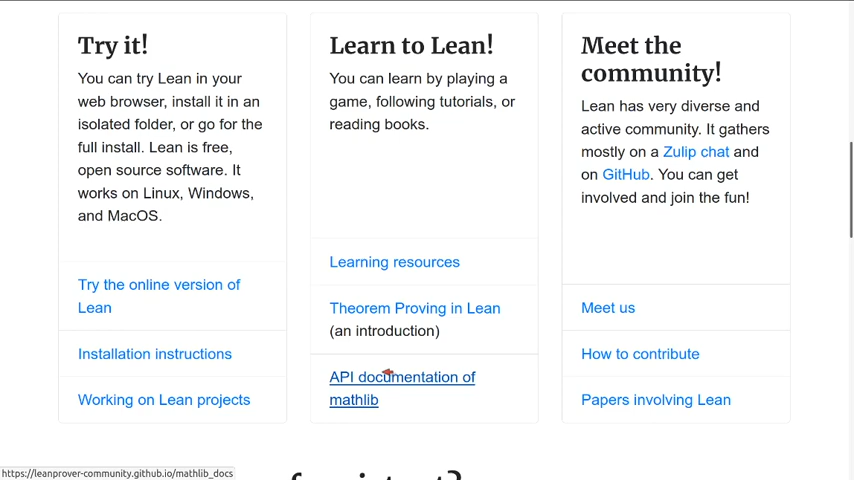 Try it!
You can try Lean in your
web browser, install it in an
isolated folder, or go for the
full install. Lean is free,
open source software. It
works on Linux, Windows,
and MacOS.
Try the online version of
Lean
Installation instructions
Working on Lean projects
Learn to Lean!
You can learn by playing a
game, following tutorials, or
reading books.
Learning resources
Theorem Proving in Lean
(an introduction)
API documentation of
mathlib
Meet the
community!
Lean has very diverse and
active community. It gathers
mostly on a Zulip chat and
on GitHub. You can get
involved and join the fun!
Meet us
How to contribute
Papers involving Lean
https://leanprover-community.github.io/mathlib_docs